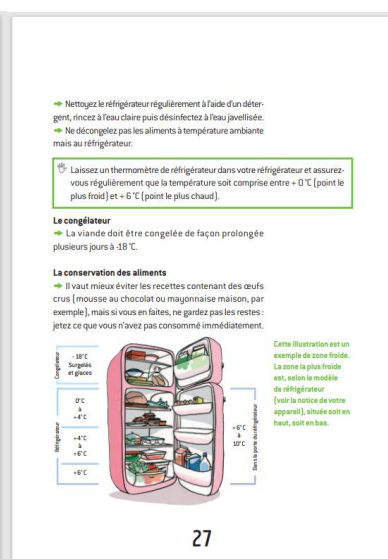 ➜ Nettoyez le réfrigérateur régulièrement à l'aide d'un déter-
gent, rincez à l'eau claire puis désinfectez à l'eau javellisée.
➜ Ne décongelez pas les aliments à température ambiante
mais au réfrigérateur.
Laissez un thermomètre de réfrigérateur dans votre réfrigérateur et assurez-
vous régulièrement que la température soit comprise entre + 0 °C (point le
plus froid) et + 6 °C (point le plus chaud).
Le congélateur
➜ La viande doit être congelée de façon prolongée
plusieurs jours à -18 °C.
La conservation des aliments
➜ Il vaut mieux éviter les recettes contenant des œufs
crus (mousse au chocolat ou mayonnaise maison, par
exemple), mais si vous en faites, ne gardez pas les restes :
jetez ce que vous n'avez pas consommé immédiatement.
Congélateur
- 18°C
Surgelés
et glaces
Réfrigérateur
0°C
à
+4°C
+4°C
à
+6°C
+6°C
+6°C
à
10°C
Dans la porte du réfrigérateur
Cette illustration est un
exemple de zone froide.
La zone la plus froide
est, selon le modèle
de réfrigérateur
(voir la notice de votre
appareil), située soit en
haut, soit en bas.
27